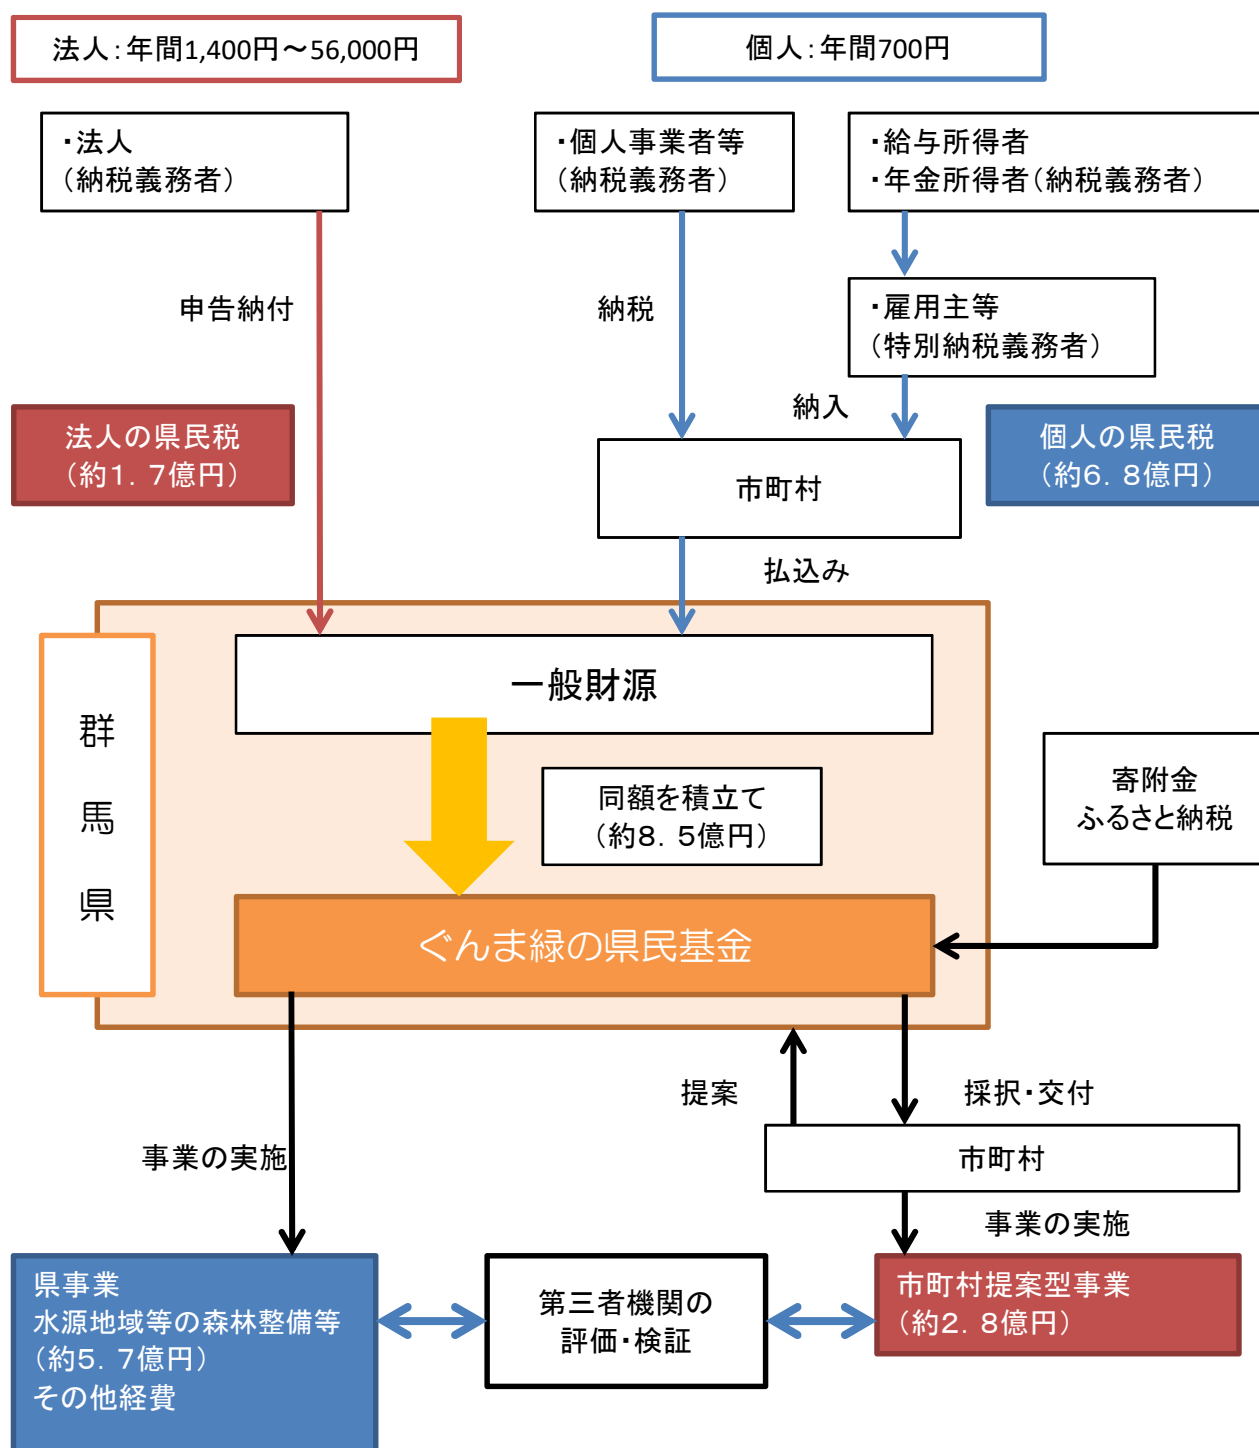 法人：年間1,400円～56,000円
個人：年間700円
・法人
（納税義務者）
・個人事業者等
（納税義務者）
・給与所得者
・年金所得者（納税義務者）
申告納付
納税
・雇用主等
（特別納税義務者）
納入
法人の県民税
（約１．７億円）
個人の県民税
（約６．８億円）
市町村
払込み
群馬県
一般財源
同額を積立て
（約８．５億円）
寄附金
ふるさと納税
ぐんま緑の県民基金
提案
採択・交付
事業の実施
市町村
事業の実施
県事業
水源地域等の森林整備等
（約５．７億円）
その他経費
第三者機関の
評価・検証
市町村提案型事業
（約２．８億円）